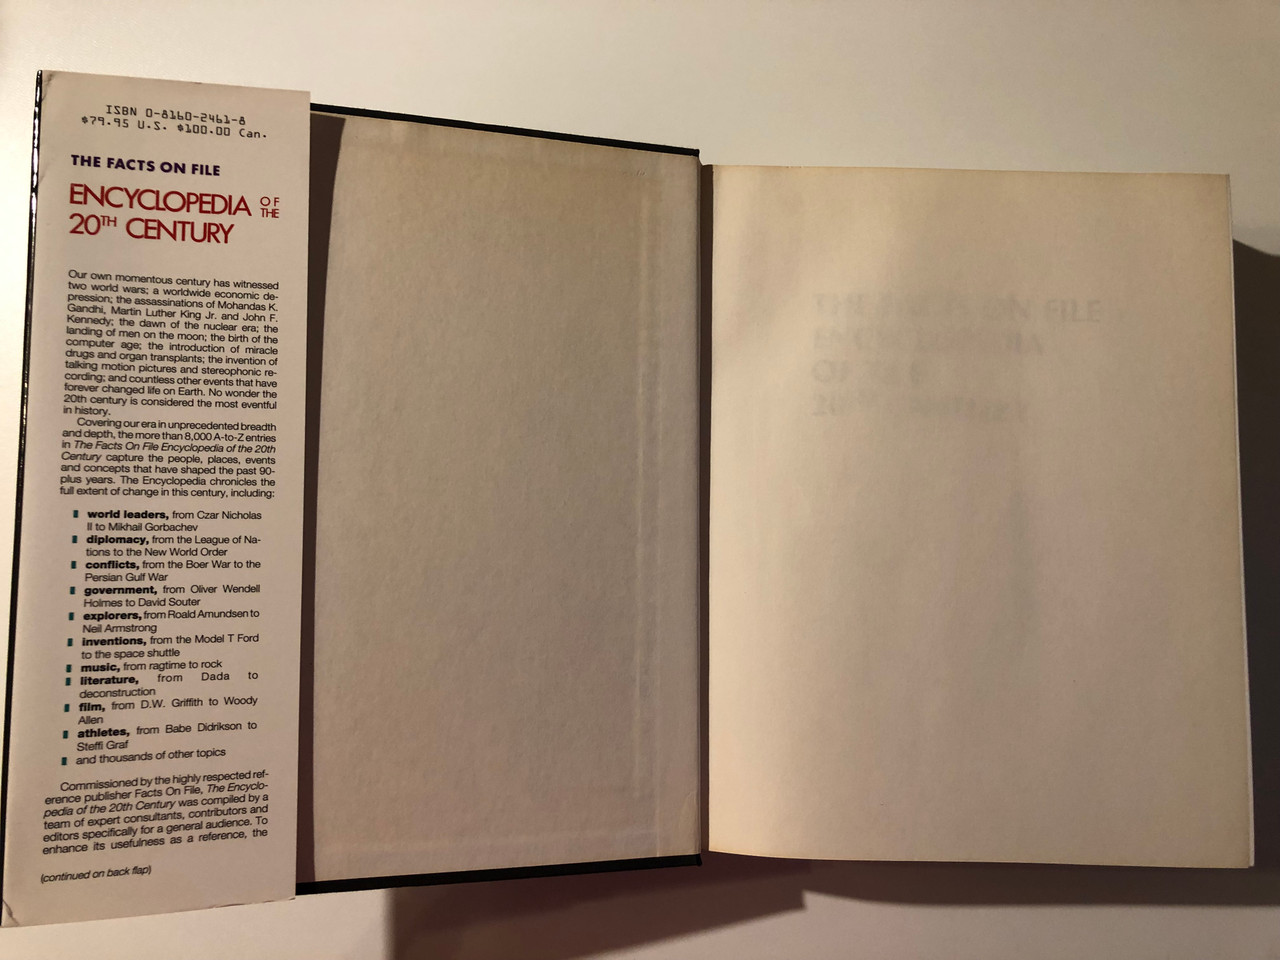 ISBN 0-8160-2461-8
$79.95 U.S. $100.00 Can.
THE FACTS ON FILE
ENCYCLOPEDIA OF THE
20TH CENTURY
Our own momentous century has witnessed
two world wars; a worldwide economic de-
pression; the assassinations of Mohandas K.
Gandhi, Martin Luther King Jr. and John F.
Kennedy; the dawn of the nuclear era; the
landing of men on the moon; the birth of the
computer age; the introduction of miracle
drugs and organ transplants; the invention of
talking motion pictures and stereophonic re-
cording; and countless other events that have
forever changed life on Earth. No wonder the
20th century is considered the most eventful
in history.
Covering our era in unprecedented breadth
and depth, the more than 8,000 A-to-Z entries
in The Facts On File Encyclopedia of the 20th
Century capture the people, places, events
and concepts that have shaped the past 90-
plus years. The Encyclopedia chronicles the
full extent of change in this century, including:
world leaders, from Czar Nicholas
II to Mikhail Gorbachev
diplomacy, from the League of Na-
tions to the New World Order
conflicts, from the Boer War to the
Persian Gulf War
government, from Oliver Wendell
Holmes to David Souter
explorers, from Roald Amundsen to
Neil Armstrong
inventions, from the Model T Ford
to the space shuttle
music, from ragtime to rock
literature, from Dada to
deconstruction
film, from D.W. Griffith to Woody
Allen
athletes, from Babe Didrikson to
Steffi Graf
and thousands of other topics
Commissioned by the highly respected ref-
erence publisher Facts On File, The Encyclo-
pedia of the 20th Century was compiled by a
team of expert consultants, contributors and
editors specifically for a general audience. To
enhance its usefulness as a reference, the
(continued on back flap)
ON FILE